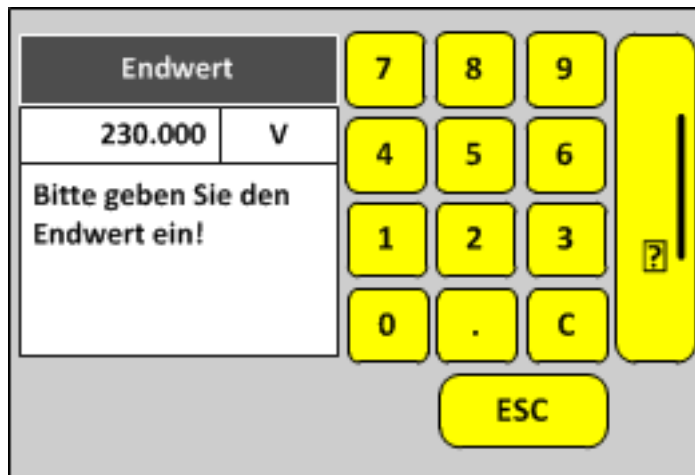 Endwert
230.000 V
Bitte geben Sie den
Endwert ein!
7 8 9
4 5 6
1 2 3
?
0 . C
ESC